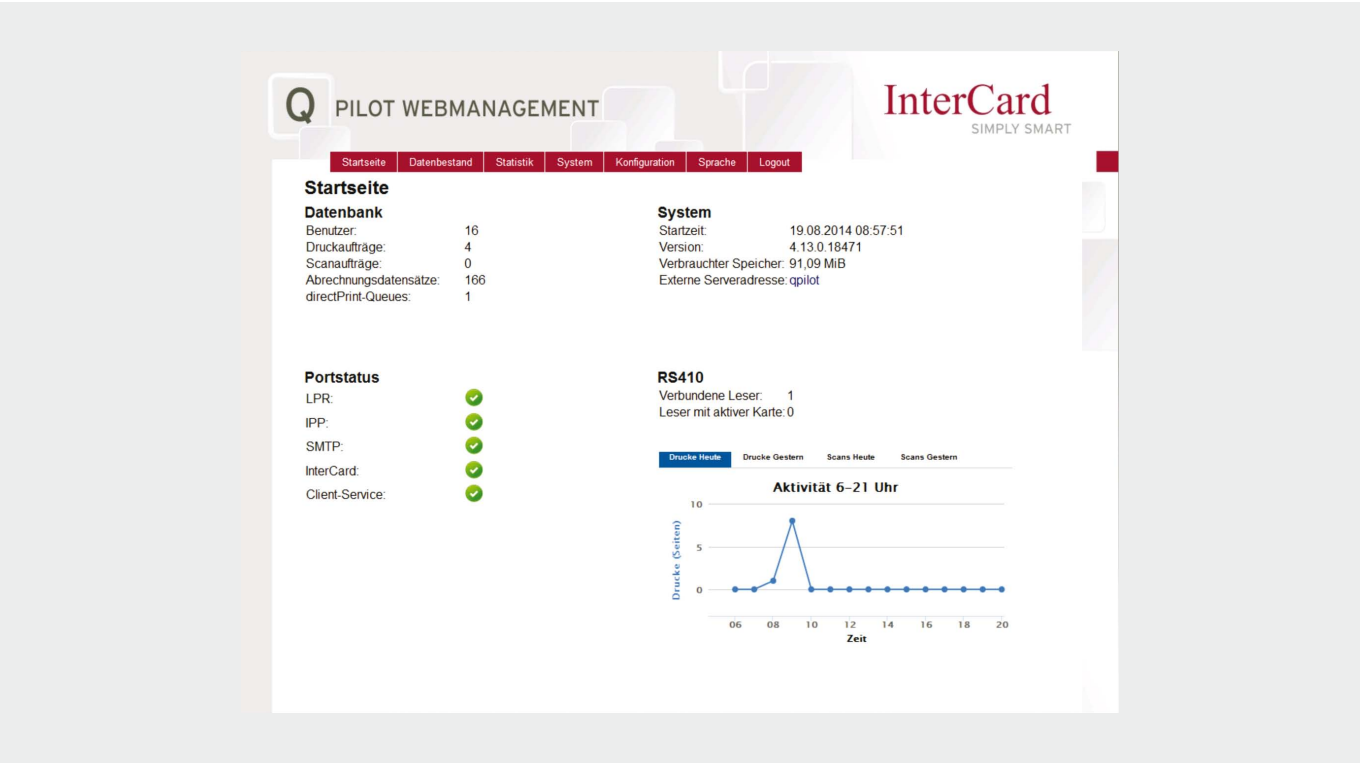 Q PILOT WEBMANAGEMENT
InterCard
SIMPLY SMART
Startseite Datenbestand Statistik System Konfiguration Sprache Logout
Startseite
Datenbank
Benutzer: 16
Druckaufträge: 4
Scanaufträge: 0
Abrechnungsdatensätze: 166
directPrint-Queues: 1
System
Startzeit: 19.08.2014 08:57:51
Version: 4.13.0.18471
Verbrauchter Speicher: 91,09 MiB
Externe Serveradresse: qpilot
Portstatus
LPR:
IPP:
SMTP:
InterCard:
Client-Service:
RS410
Verbundene Leser: 1
Leser mit aktiver Karte: 0
Drucke Heute Drucke Gestern Scans Heute Scans Gestern
Aktivität 6–21 Uhr
Drucke (Seiten)
10
5
0
06 08 10 12 14 16 18 20
Zeit